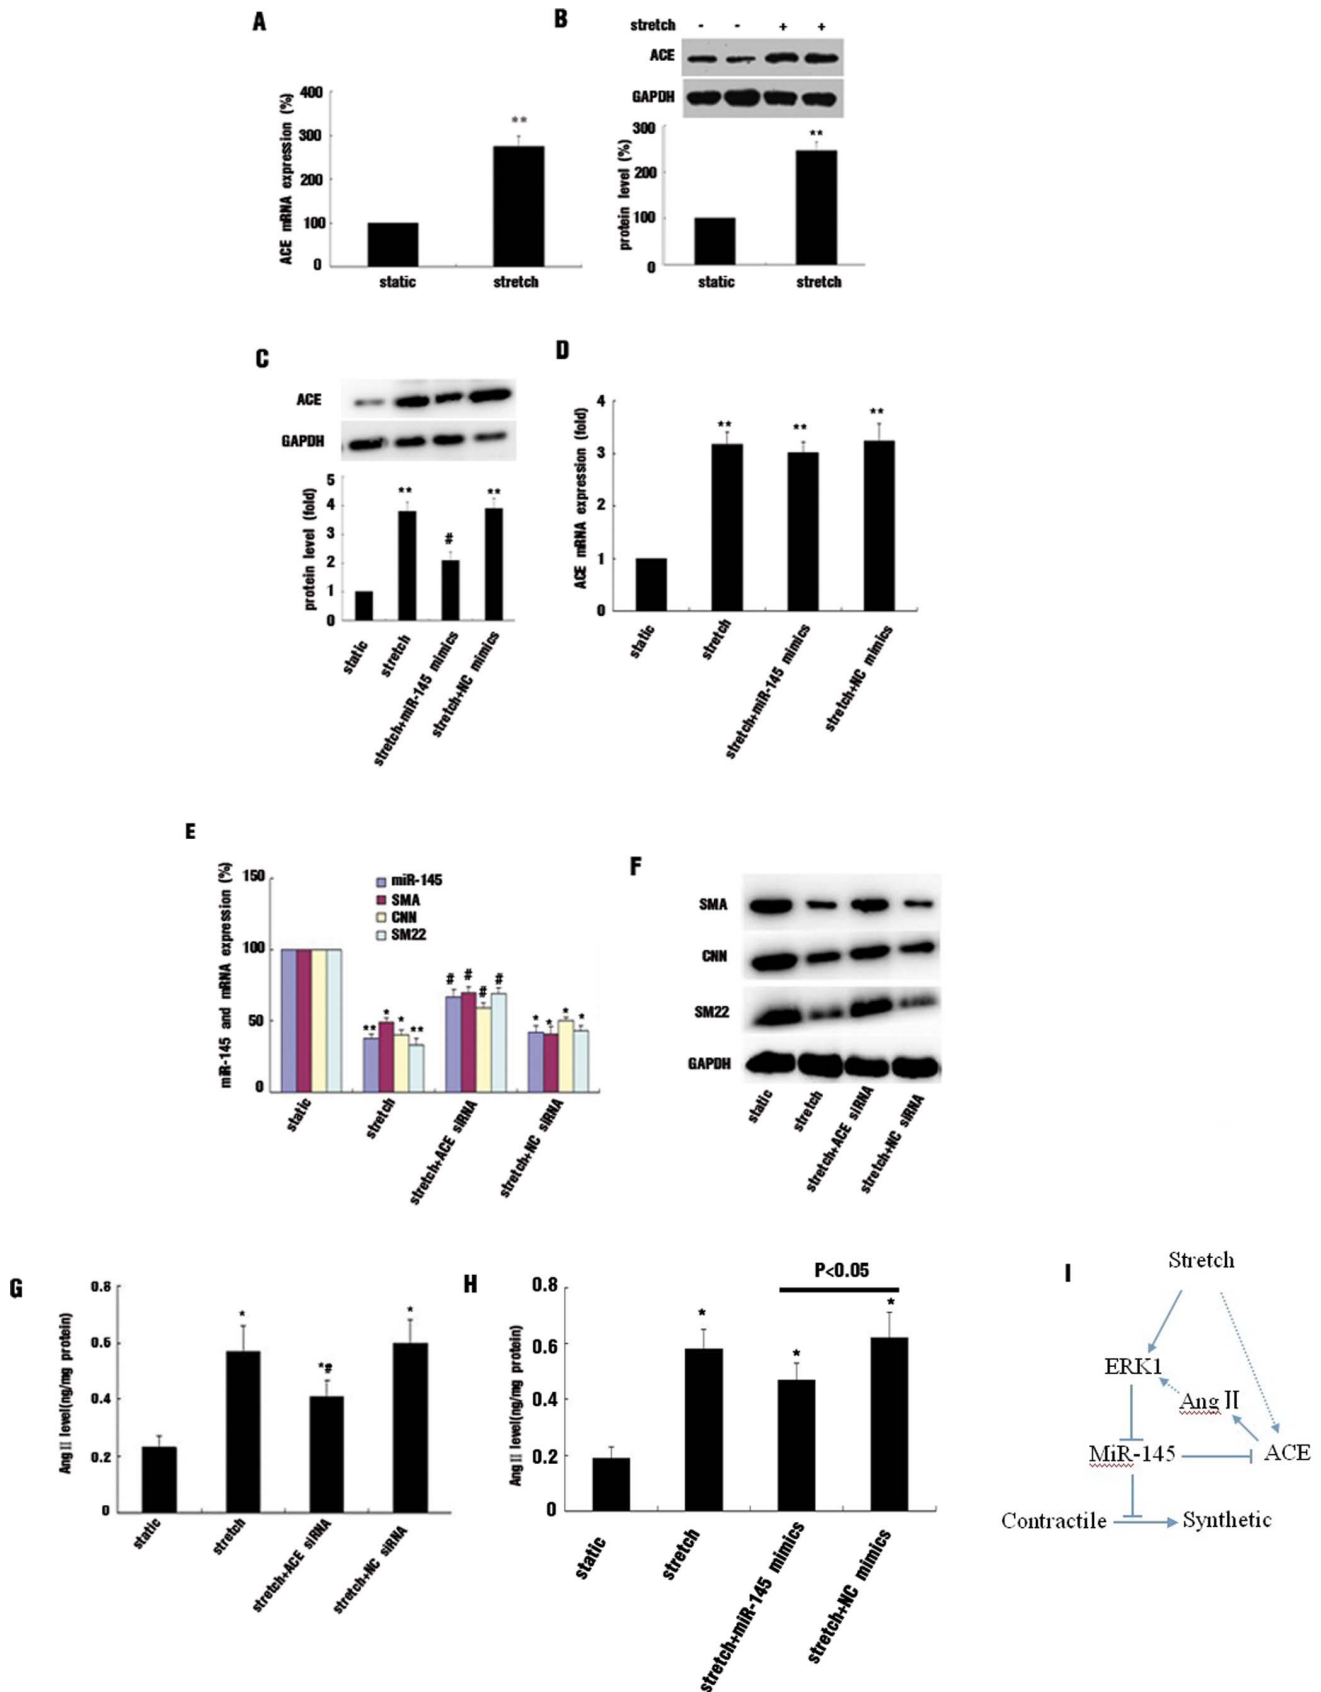 A
ACE mRNA expression (%)
400
300
200
100
0
**
static
stretch
B
stretch - - + +
ACE
GAPDH
protein level (%)
300
200
100
0
**
static
stretch
C
ACE
GAPDH
protein level (fold)
5
4
3
2
1
0
** # **
static
stretch
stretch+miR-145 mimics
stretch+NC mimics
D
ACE mRNA expression (fold)
4
3
2
1
0
** ** **
static
stretch
stretch+miR-145 mimics
stretch+NC mimics
E
miR-145 and mRNA expression (%)
150
100
50
0
miR-145
SMA
CNN
SM22
** * * **
# # # #
* * * *
static
stretch
stretch+ACE siRNA
stretch+NC siRNA
F
SMA
CNN
SM22
GAPDH
static
stretch
stretch+ACE siRNA
stretch+NC siRNA
G
AngⅡ level(ng/mg protein)
0.8
0.6
0.4
0.2
0
* *# *
static
stretch
stretch+ACE siRNA
stretch+NC siRNA
H
AngⅡ level(ng/mg protein)
0.8
0.6
0.4
0.2
0
P<0.05
* * *
static
stretch
stretch+miR-145 mimics
stretch+NC mimics
I
Stretch
ERK1
Ang Ⅱ
MiR-145
ACE
Contractile
Synthetic